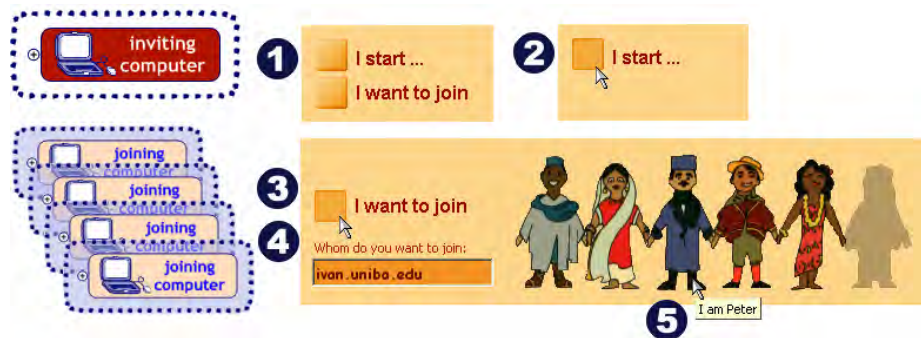 inviting
computer
1
I start ...
I want to join
2
I start ...
joining
computer
joining
computer
joining
computer
joining
computer
3
I want to join
4
Whom do you want to join:
ivan.unibo.edu
I am Peter
5